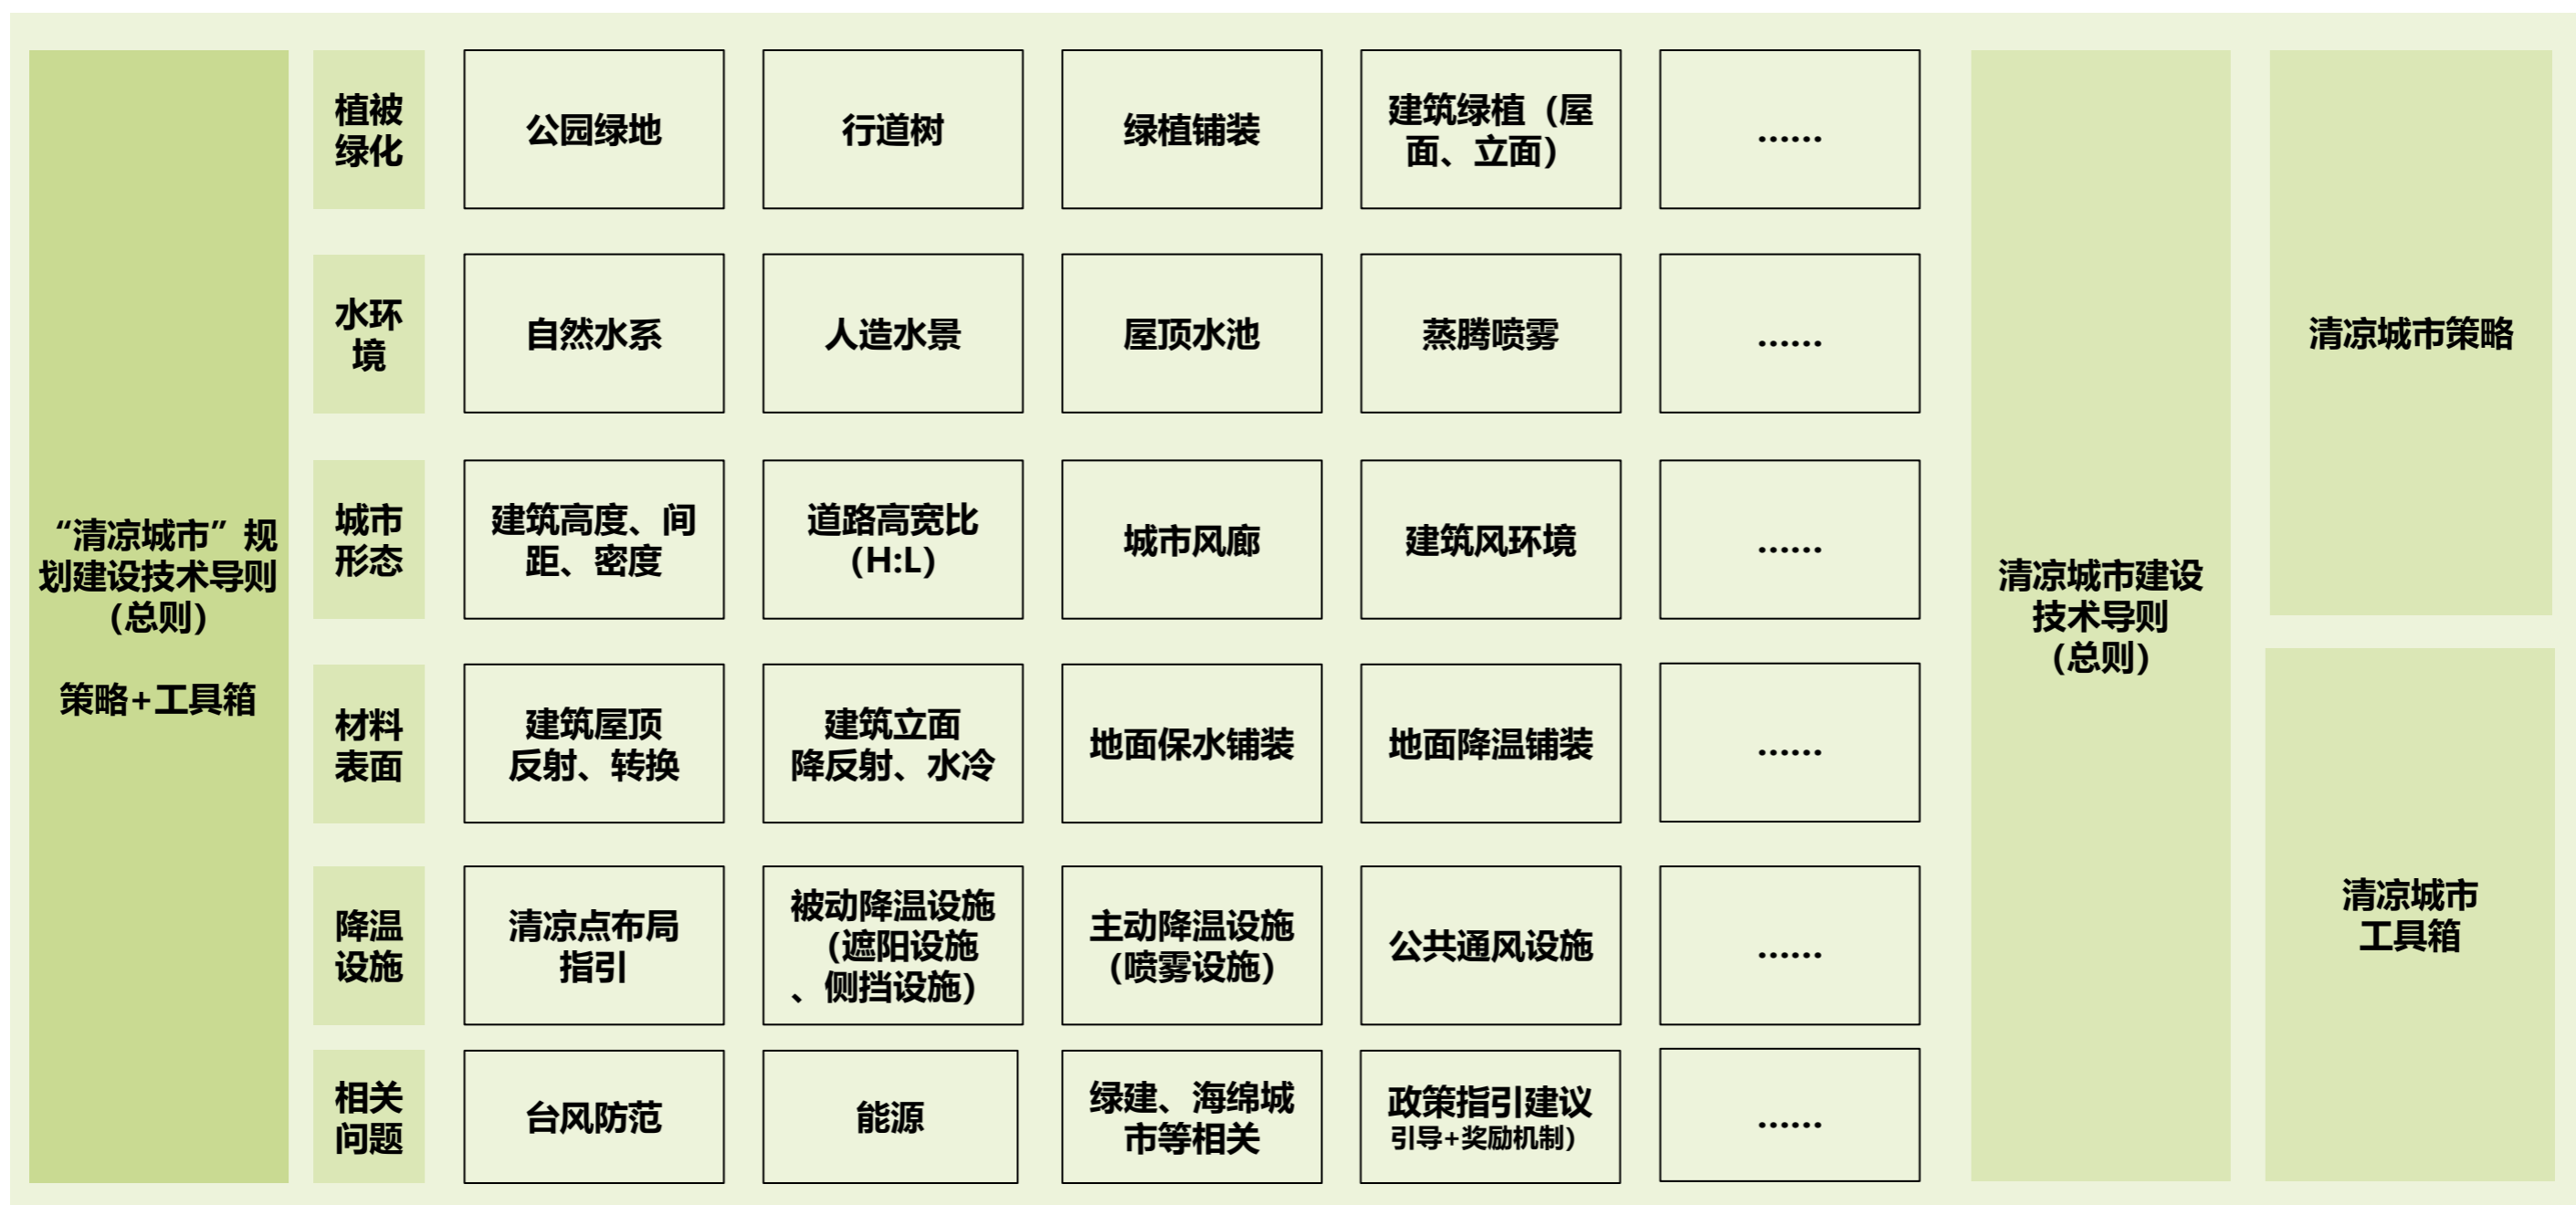 “清凉城市”规
划建设技术导则
（总则）
策略+工具箱
植被
绿化
公园绿地
行道树
绿植铺装
建筑绿植（屋
面、立面）
……
水环
境
自然水系
人造水景
屋顶水池
蒸腾喷雾
……
城市
形态
建筑高度、间
距、密度
道路高宽比
（H:L）
城市风廊
建筑风环境
……
材料
表面
建筑屋顶
反射、转换
建筑立面
降反射、水冷
地面保水铺装
地面降温铺装
……
降温
设施
清凉点布局
指引
被动降温设施
（遮阳设施
、侧挡设施）
主动降温设施
（喷雾设施）
公共通风设施
……
相关
问题
台风防范
能源
绿建、海绵城
市等相关
政策指引建议
引导+奖励机制）
……
清凉城市建设
技术导则
（总则）
清凉城市策略
清凉城市
工具箱